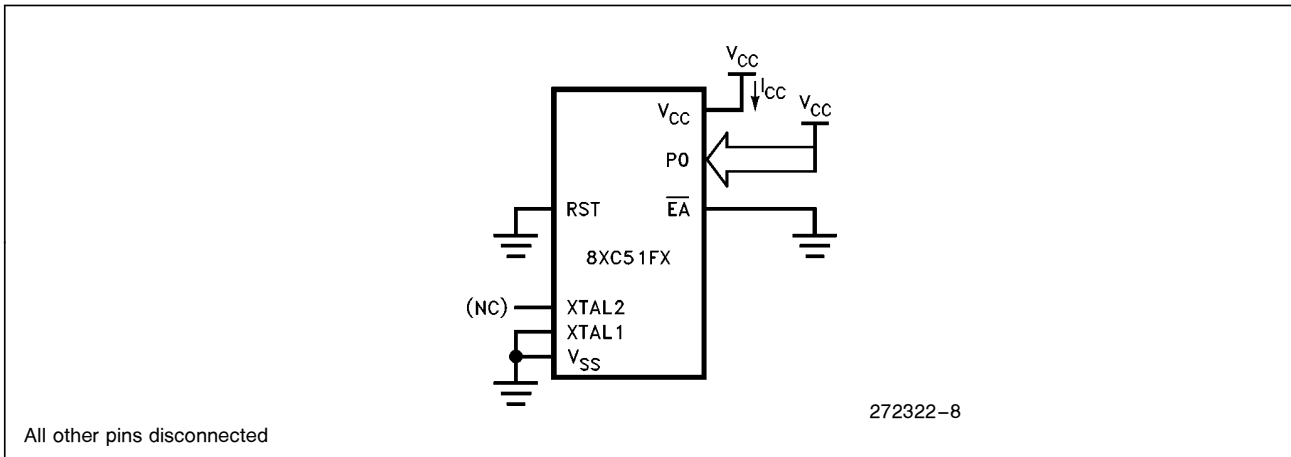 VCC
ICC
VCC
VCC
P0
RST
EA
8XC51FX
(NC)
XTAL2
XTAL1
VSS
272322–8
All other pins disconnected